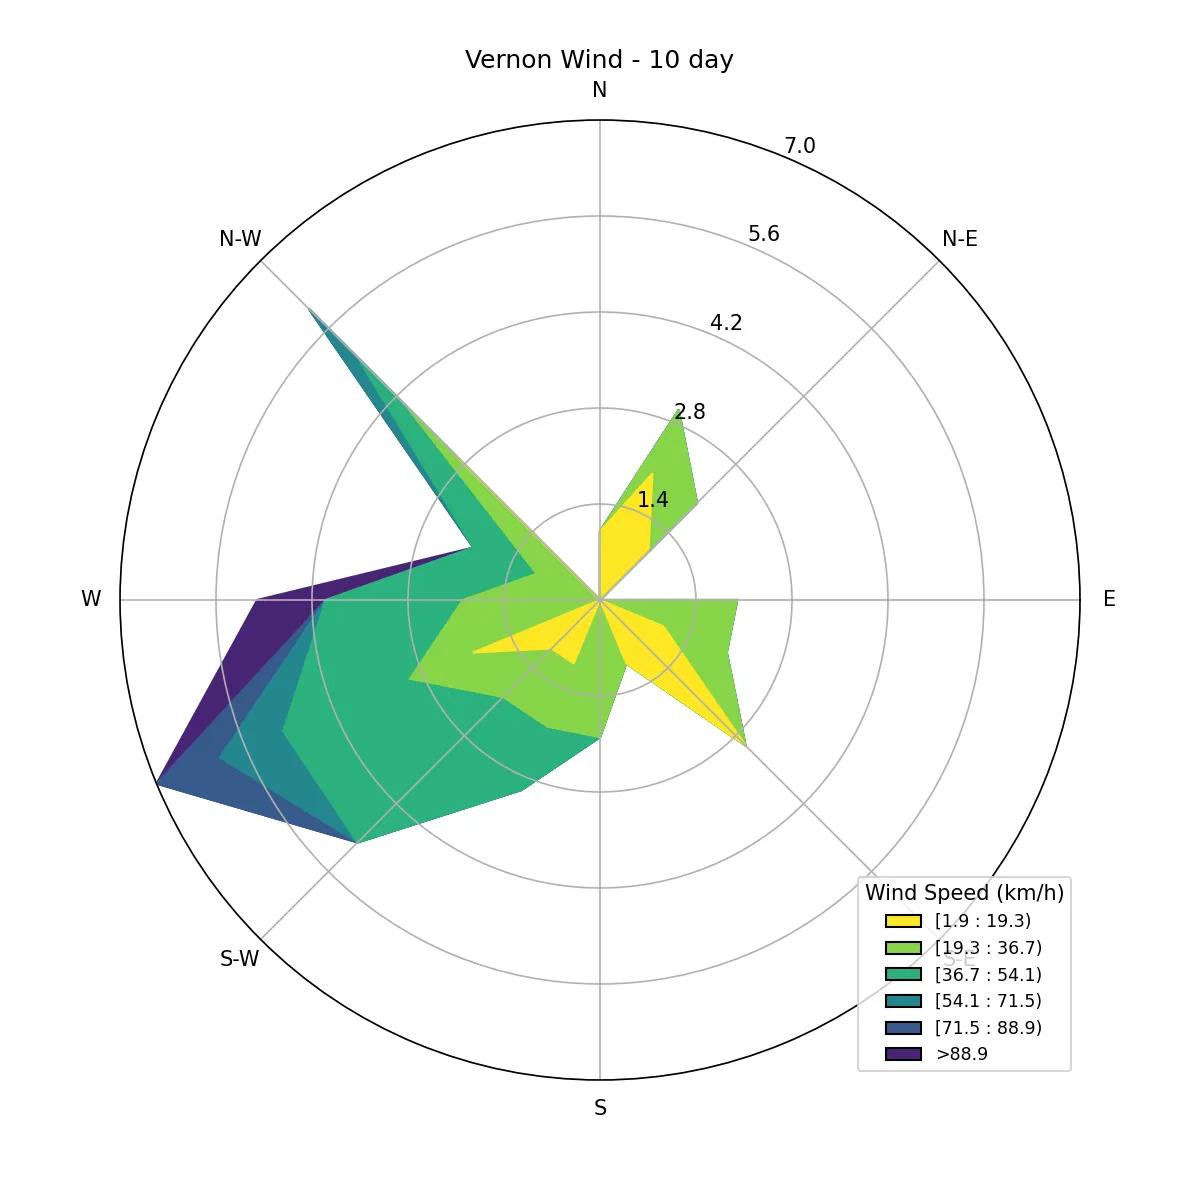 Vernon Wind - 10 day
N
7.0
N-W
5.6
N-E
4.2
2.8
1.4
W
E
Wind Speed (km/h)
[1.9 : 19.3)
[19.3 : 36.7)
S-W
S-E
[36.7 : 54.1)
[54.1 : 71.5)
[71.5 : 88.9)
>88.9
S